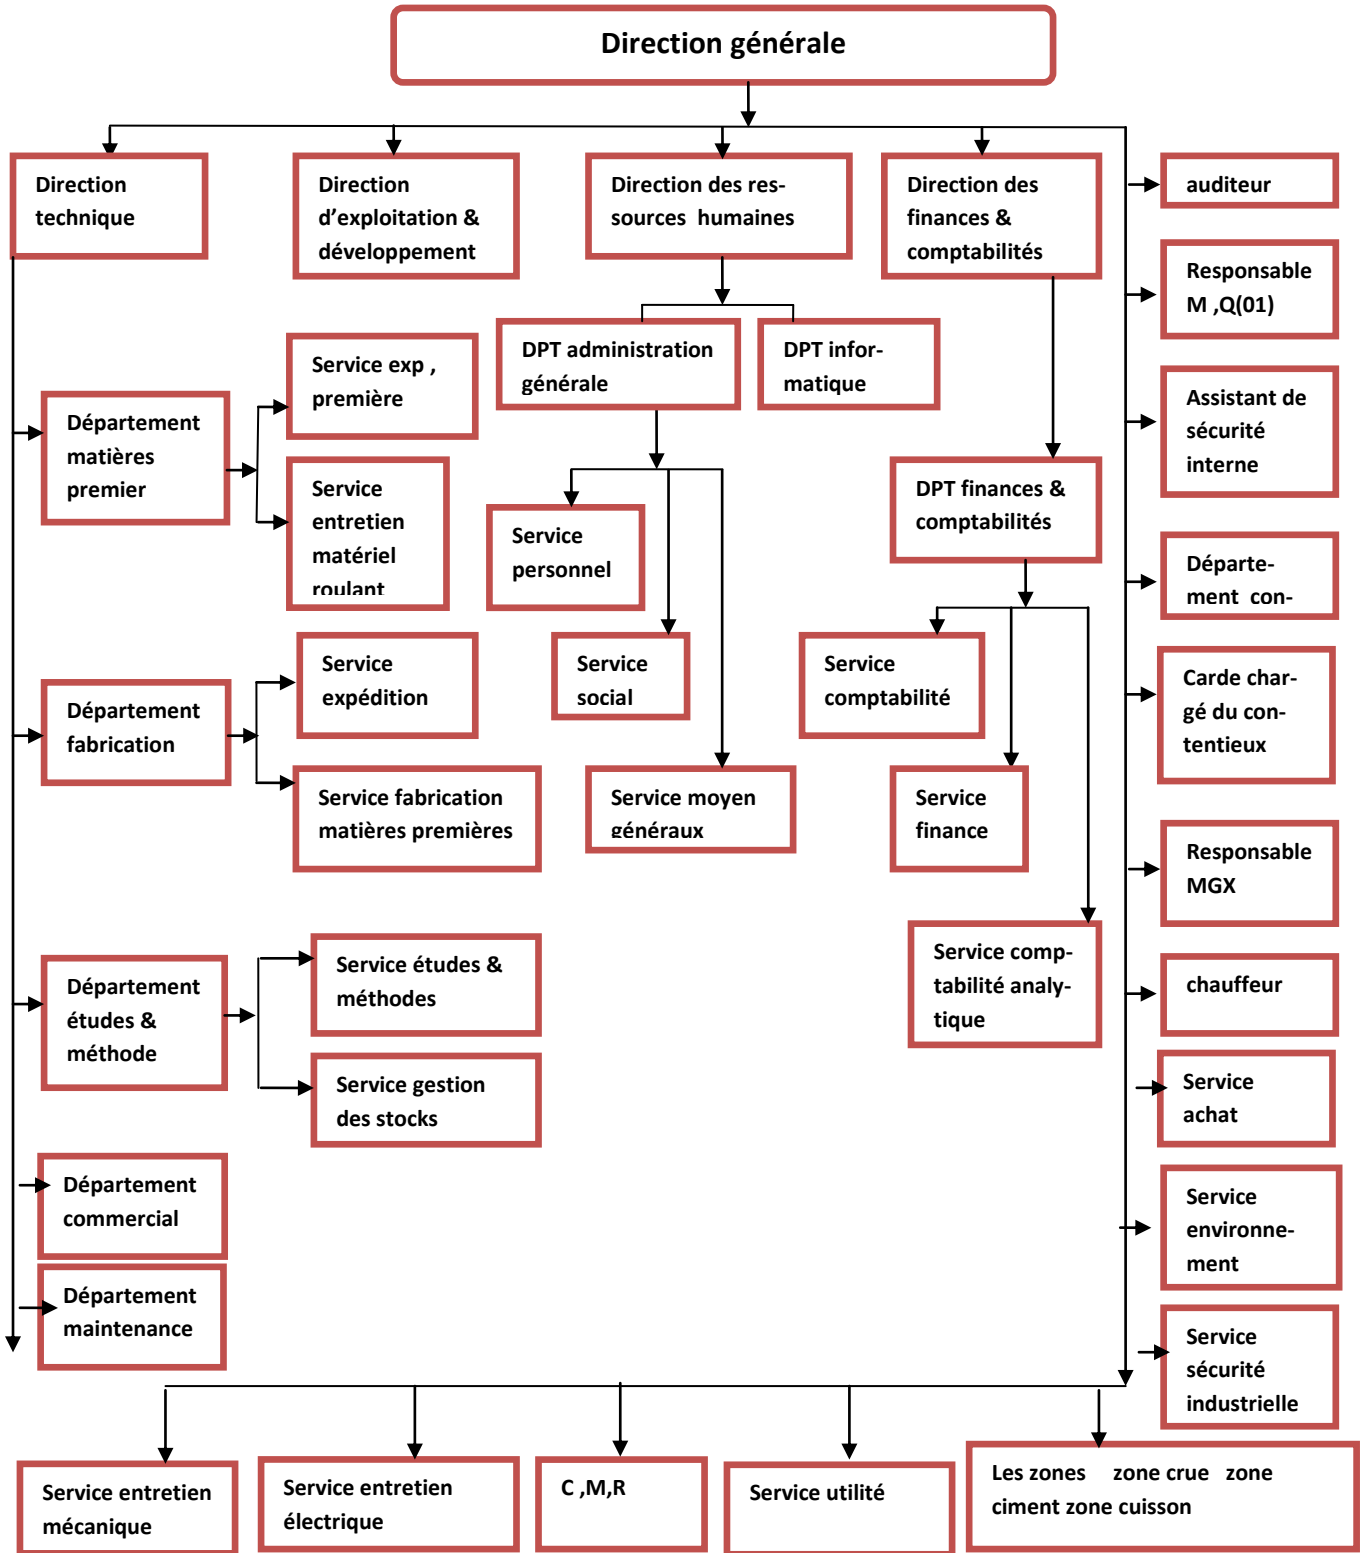 Direction générale
Direction
technique
Direction
d'exploitation &
développement
Direction des res-
sources humaines
Direction des
finances &
comptabilités
auditeur
Responsable
M ,Q(01)
Assistant de
sécurité
interne
Départe-
ment con-
Carde char-
gé du con-
tentieux
Responsable
MGX
chauffeur
Service
achat
Service
environne-
ment
Service
sécurité
industrielle
DPT administration
générale
DPT infor-
matique
Service exp ,
première
Département
matières
premier
Service
entretien
matériel
roulant
DPT finances &
comptabilités
Service
personnel
Service
social
Service moyen
généraux
Service
comptabilité
Service
finance
Service comp-
tabilité analy-
tique
Service
expédition
Département
fabrication
Service fabrication
matières premières
Service études &
méthodes
Département
études &
méthode
Service gestion
des stocks
Département
commercial
Département
maintenance
Service entretien
mécanique
Service entretien
électrique
C ,M,R
Service utilité
Les zones zone crue zone
ciment zone cuisson